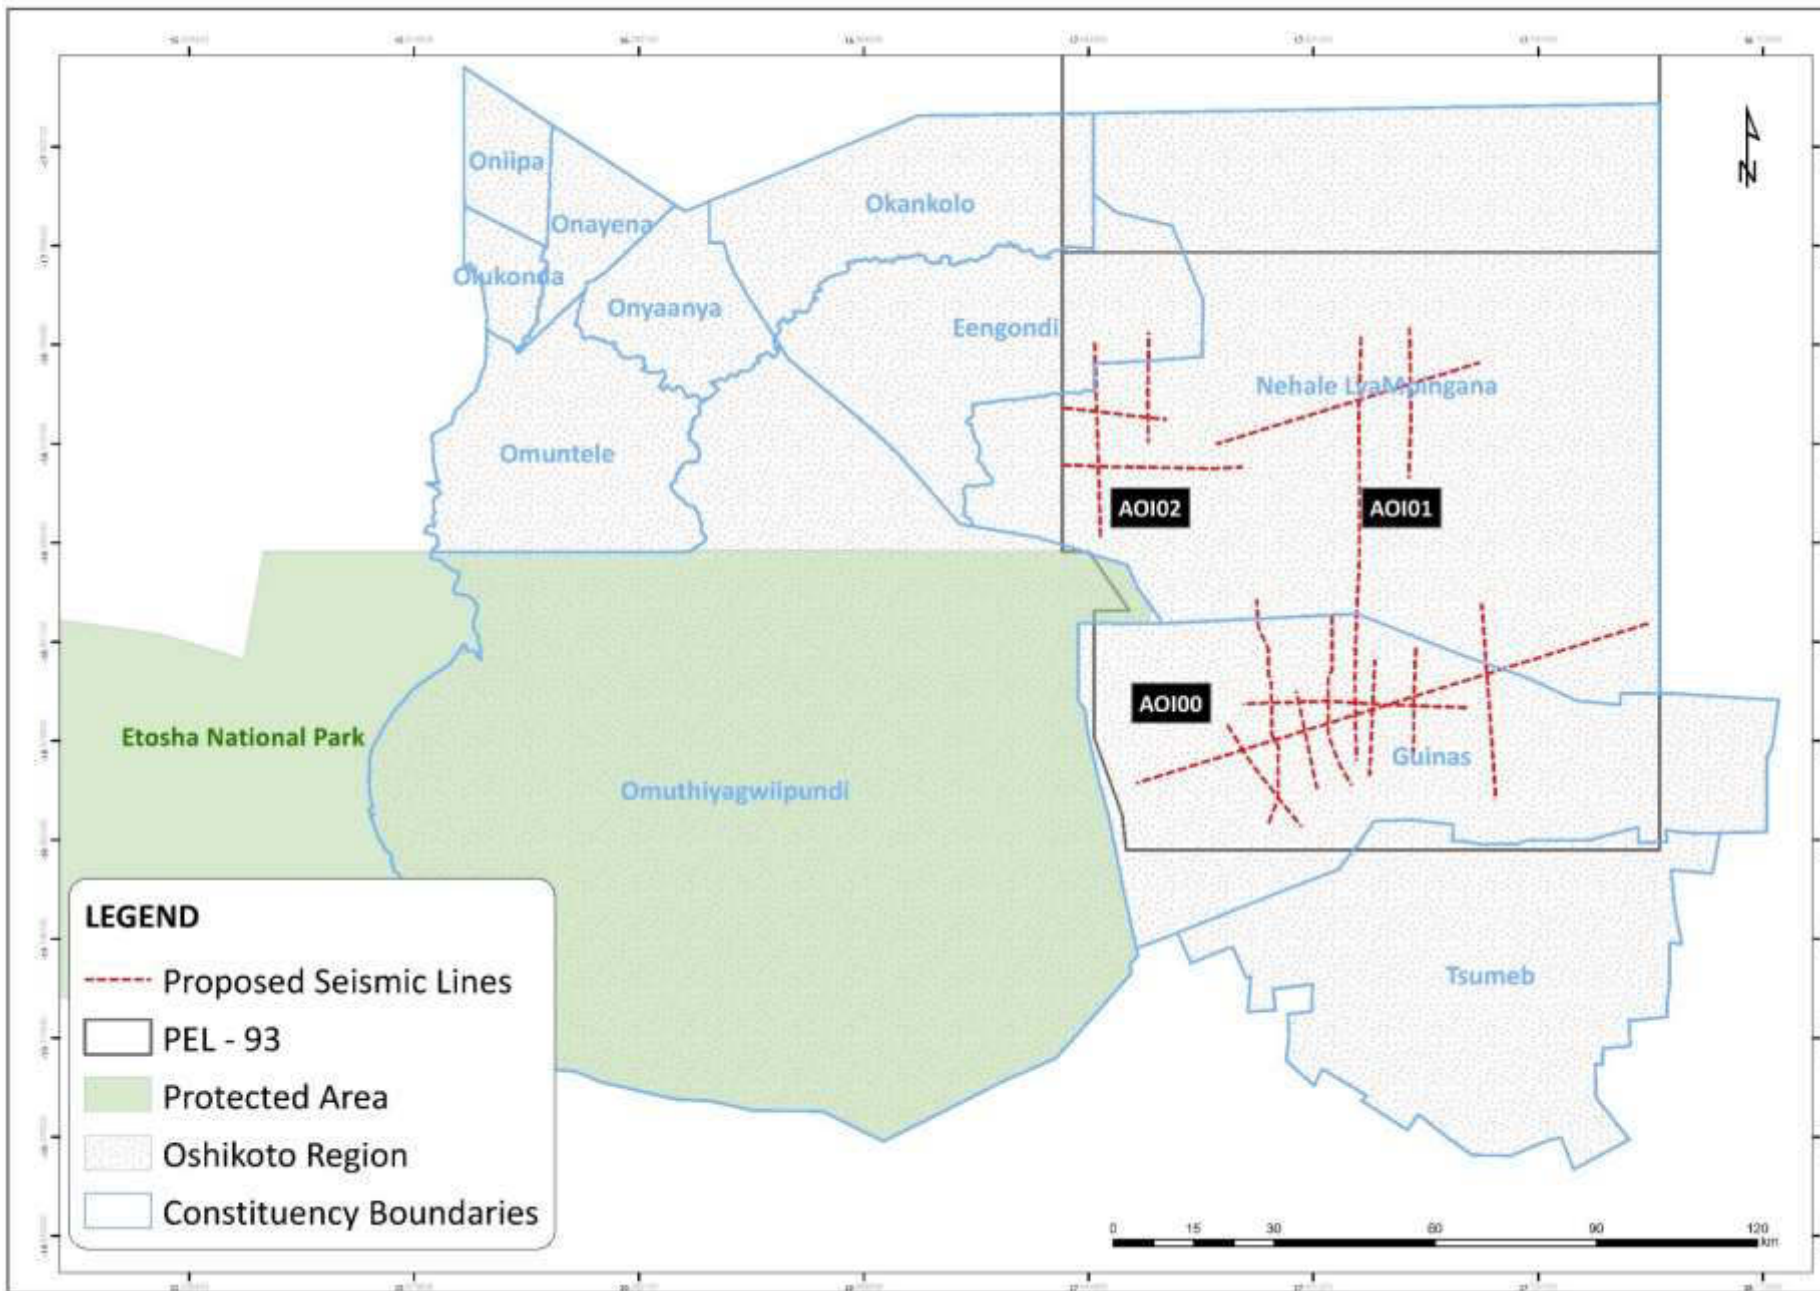 N
Oniipa
Okankolo
Onayena
Olukonda
Onyaanya
Eengondi
Nehale LyaMpingana
Omuntele
AOI02
AOI01
AOI00
Etosha National Park
Guinas
Omuthiyagwiipundi
Tsumeb
LEGEND
Proposed Seismic Lines
PEL - 93
Protected Area
Oshikoto Region
Constituency Boundaries
0 15 30 60 90 120
km